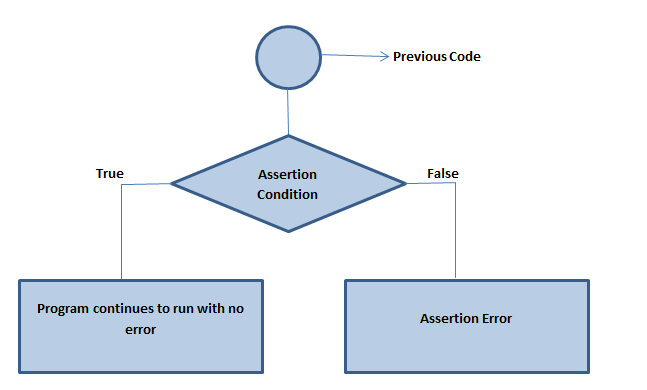 Previous Code
True
Assertion
Condition
False
Program continues to run with no
error
Assertion Error